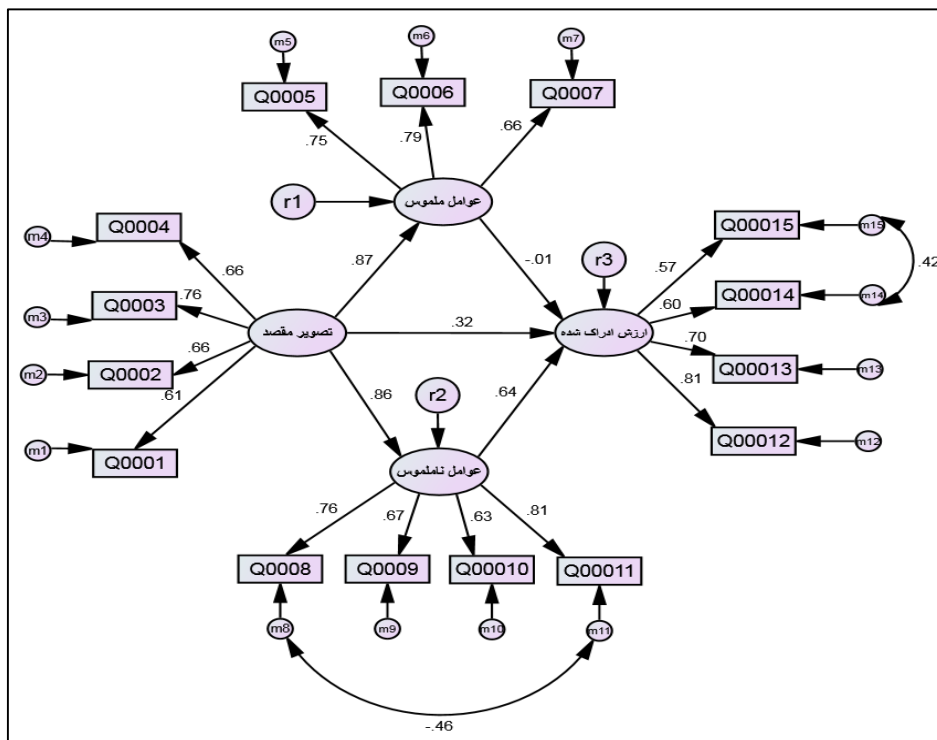 m5
m6
m7
Q0005
Q0006
Q0007
.75
.79
.66
r1
عوامل ملموس
m4
Q0004
.66
.87
-.01
r3
Q00015
m15
.57
.42
m3
Q0003
.76
Q00014
m14
.60
تصویر مقصد
.32
ارزش ادراک شده
m2
Q0002
.66
.70
Q00013
m13
.61
.86
r2
.64
.81
m1
Q0001
Q00012
m12
عوامل ناملموس
.76
.67
.63
.81
Q0008
Q0009
Q00010
Q00011
m8
m9
m10
m11
-.46